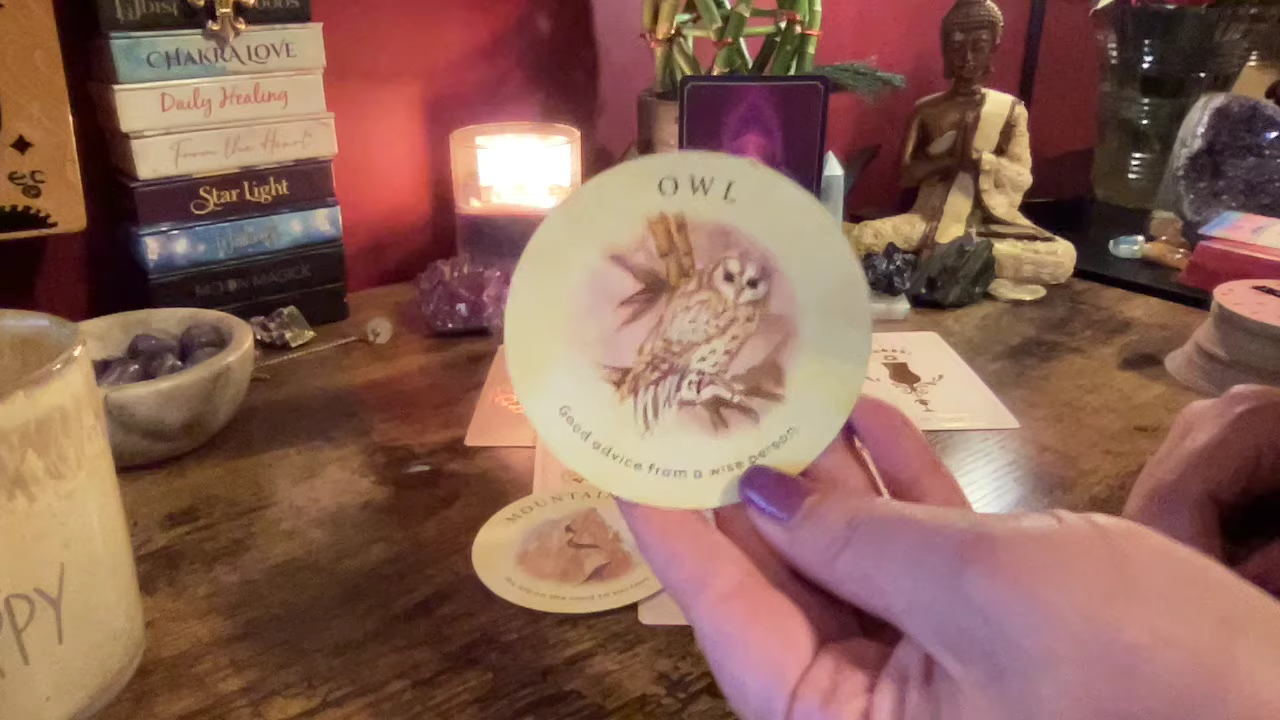 CHAKRA LOVE
Daily Healing
From the Heart
Star Light
MOON MAGICK
OWL
Good advice from a wise person
MOUNTAIN
PPY